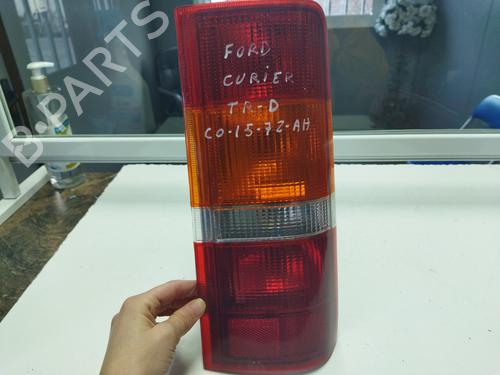 FORD
CURIER
TR-D
CO-15-72-AH
B-PARTS